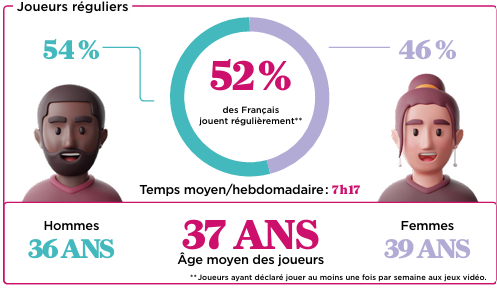 Joueurs réguliers
54 %
46 %
52 %
des Français
jouent régulièrement**
Temps moyen/hebdomadaire : 7h17
Hommes
36 ANS
37 ANS
Âge moyen des joueurs
Femmes
39 ANS
**Joueurs ayant déclaré jouer au moins une fois par semaine aux jeux vidéo.